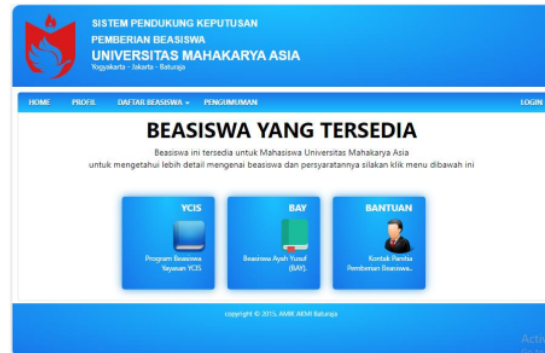 SISTEM PENDUKUNG KEPUTUSAN
PEMBERIAN BEASISWA
UNIVERSITAS MAHAKARYA ASIA
Yogyakarta - Jakarta - Baturaja
HOME PROFIL DAFTAR BEASISWA PENGUMUMAN LOGIN
BEASISWA YANG TERSEDIA
Beasiswa ini tersedia untuk Mahasiswa Universitas Mahakarya Asia
untuk mengetahui lebih detail mengenai beasiswa dan persyaratannya silakan klik menu dibawah ini
YCIS
Program Beasiswa
Yayasan YCIS
BAY
Beasiswa Ayah Yusuf
(BAY).
BANTUAN
Kontak Panitia
Pemberian Beasiswa..
copyright © 2015. AMIK AKMI Baturaja
Activ